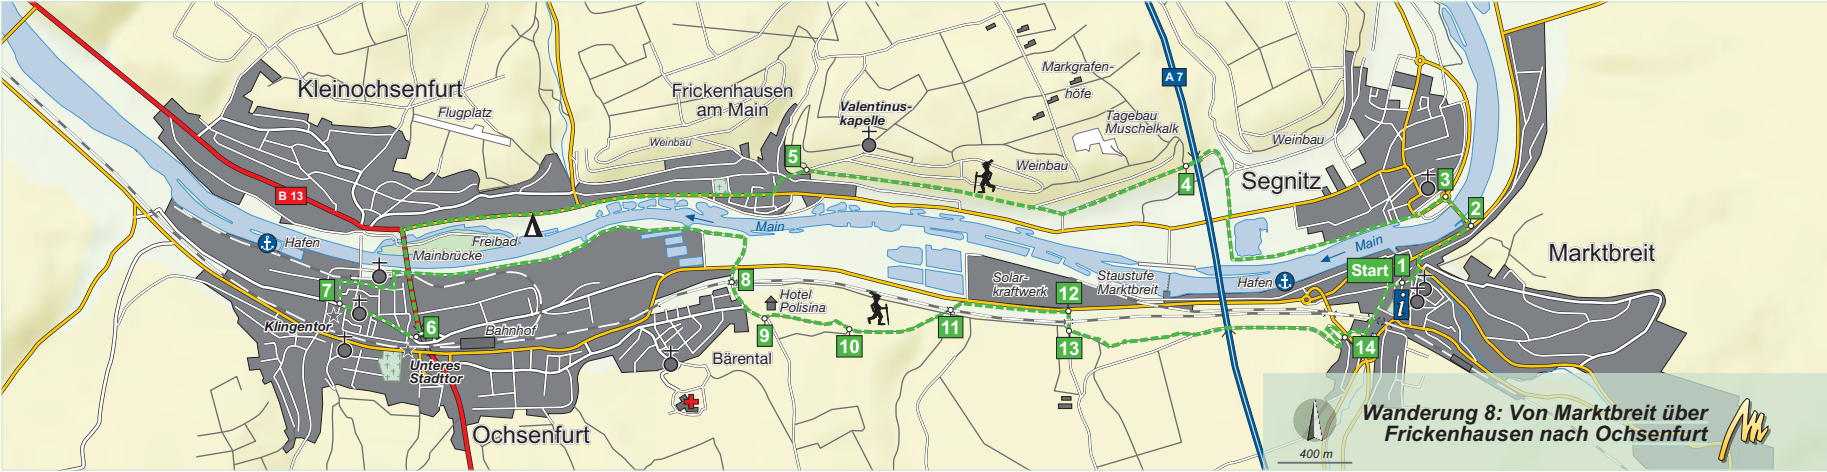 Kleinochsenfurt
Flugplatz
B 13
Hafen
Mainbrücke
Freibad
7
Klingentor
6
Bahnhof
Unteres
Stadttor
Ochsenfurt
Frickenhausen
am Main
Weinbau
5
Valentinus-
kapelle
Main
8
Hotel
Polisina
9
10
Bärental
11
Markgrafen-
höfe
Tagebau
Muschelkalk
Weinbau
A 7
4
Weinbau
Segnitz
3
2
Main
Solar-
kraftwerk
12
13
Staustufe
Marktbreit
Hafen
Start
1
i
14
Marktbreit
400 m
Wanderung 8: Von Marktbreit über
Frickenhausen nach Ochsenfurt